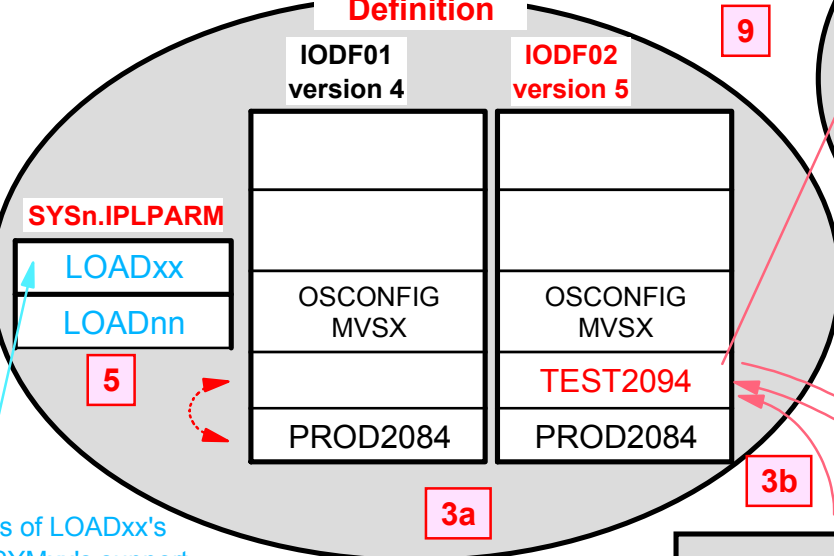 Definition
9
IODF01
version 4
IODF02
version 5
SYSn.IPLPARM
LOADxx
LOADnn
5
OSCONFIG
MVSX
OSCONFIG
MVSX
TEST2094
PROD2084
PROD2084
3a
3b
s of LOADxx's